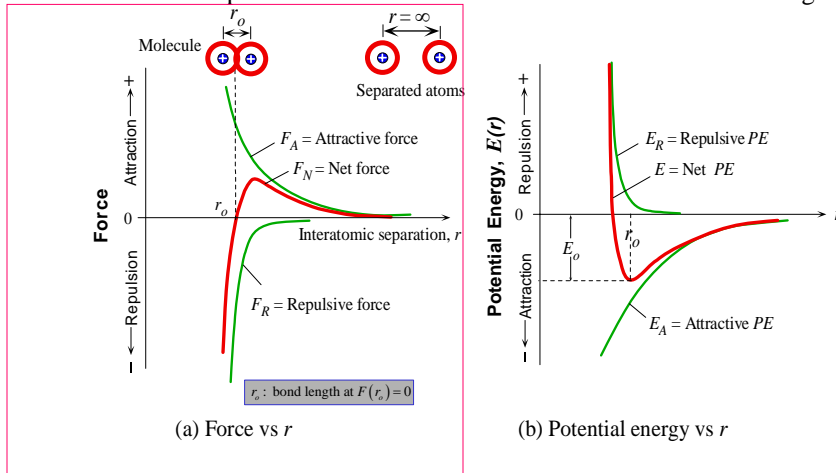 r_o
r = ∞
Molecule
+ +
+ +
Separated atoms
+
Attraction
Force
0
Repulsion
–
F_A = Attractive force
F_N = Net force
r_o
Interatomic separation, r
F_R = Repulsive force
r_o : bond length at F(r_o) = 0
(a) Force vs r
+
Repulsion
Potential Energy, E(r)
0
Attraction
–
E_R = Repulsive PE
E = Net PE
r_o
E_o
E_A = Attractive PE
(b) Potential energy vs r